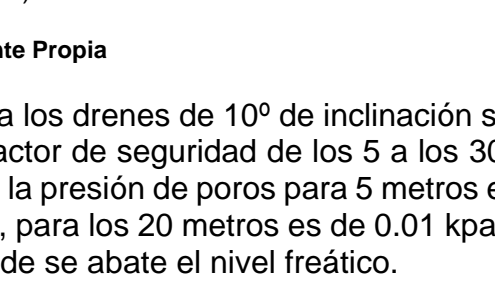 nte Propia
a los drenes de 10º de inclinación s
actor de seguridad de los 5 a los 30
la presión de poros para 5 metros e
, para los 20 metros es de 0.01 kpa
de se abate el nivel freático.